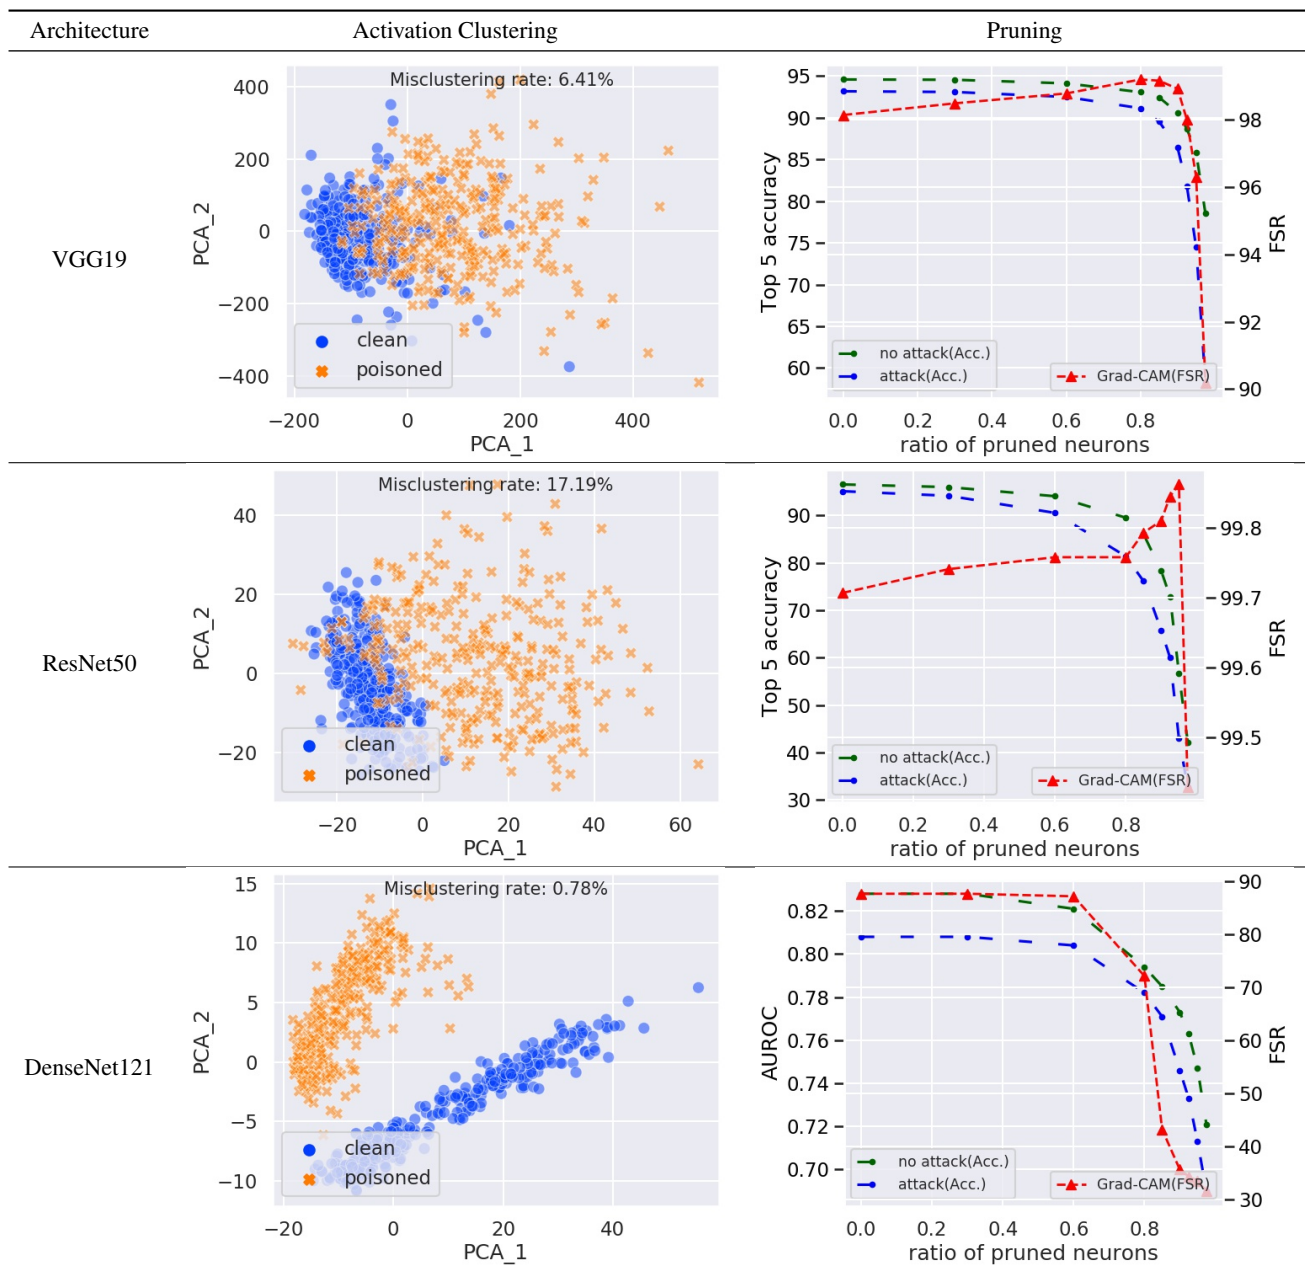 Architecture Activation Clustering Pruning
VGG19
Misclustering rate: 6.41%
400
200
0
−200
−400
PCA_2
clean
poisoned
−200 0 200 400
PCA_1
95
90
85
80
75
70
65
60
Top 5 accuracy
no attack(Acc.)
attack(Acc.)
Grad-CAM(FSR)
98
96
94
92
90
FSR
0.0 0.2 0.4 0.6 0.8
ratio of pruned neurons
ResNet50
Misclustering rate: 17.19%
40
20
0
−20
PCA_2
clean
poisoned
−20 0 20 40 60
PCA_1
90
80
70
60
50
40
30
Top 5 accuracy
no attack(Acc.)
attack(Acc.)
Grad-CAM(FSR)
99.8
99.7
99.6
99.5
FSR
0.0 0.2 0.4 0.6 0.8
ratio of pruned neurons
DenseNet121
Misclustering rate: 0.78%
15
10
5
0
−5
−10
PCA_2
clean
poisoned
−20 0 20 40
PCA_1
0.82
0.80
0.78
0.76
0.74
0.72
0.70
AUROC
no attack(Acc.)
attack(Acc.)
Grad-CAM(FSR)
90
80
70
60
50
40
30
FSR
0.0 0.2 0.4 0.6 0.8
ratio of pruned neurons